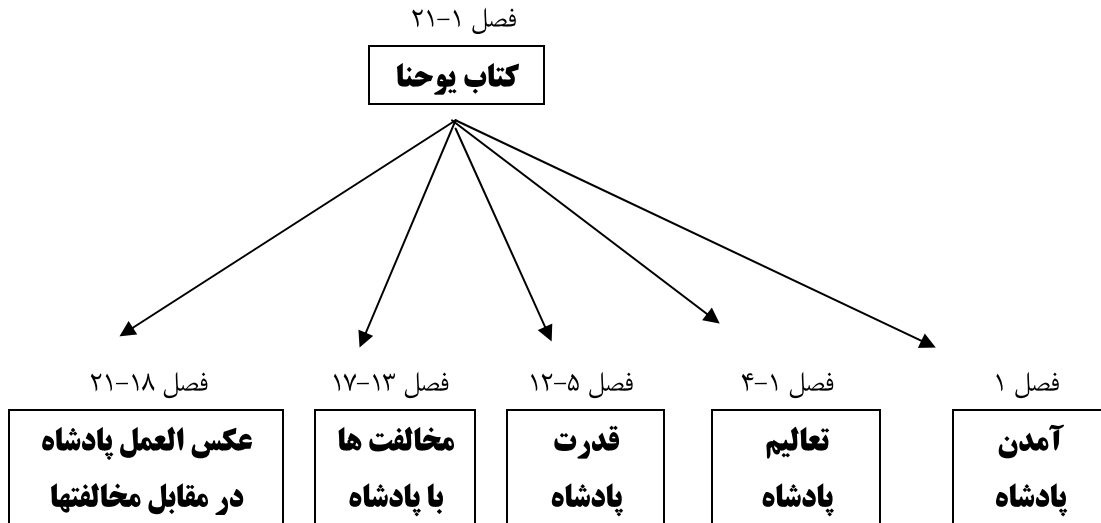 فصل ۱-۲۱
کتاب یوحنا
فصل ۱
آمدن
پادشاه
فصل ۱-۴
تعالیم
پادشاه
فصل ۵-۱۲
قدرت
پادشاه
فصل ۱۳-۱۷
مخالفت ها
با پادشاه
فصل ۱۸-۲۱
عکس العمل پادشاه
در مقابل مخالفتها